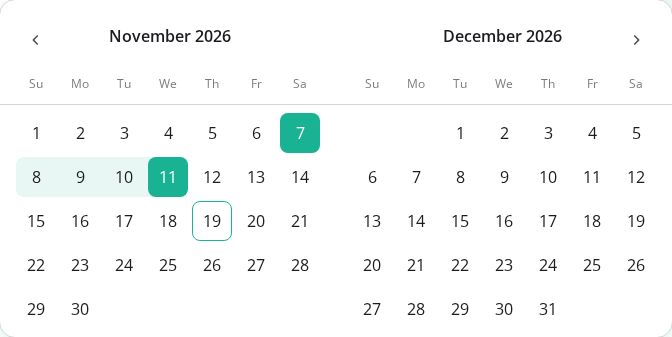 November 2026
Su Mo Tu We Th Fr Sa
1 2 3 4 5 6 7
8 9 10 11 12 13 14
15 16 17 18 19 20 21
22 23 24 25 26 27 28
29 30
December 2026
Su Mo Tu We Th Fr Sa
1 2 3 4 5
6 7 8 9 10 11 12
13 14 15 16 17 18 19
20 21 22 23 24 25 26
27 28 29 30 31